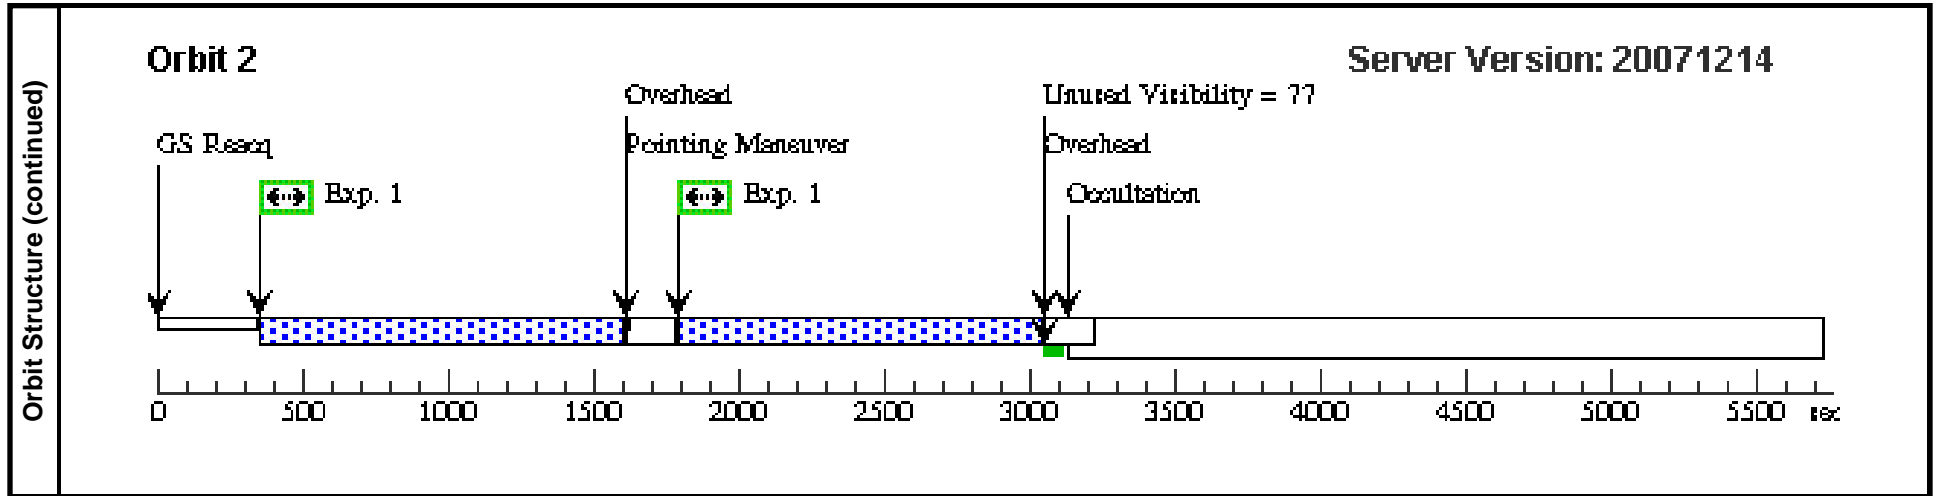 Orbit Structure (continued)
Orbit 2
Server Version: 20071214
Overhead
Unused Visibility = 77
GS Reacq
Pointing Maneuver
Overhead
Exp. 1
Exp. 1
Occultation
0 500 1000 1500 2000 2500 3000 3500 4000 4500 5000 5500 sec